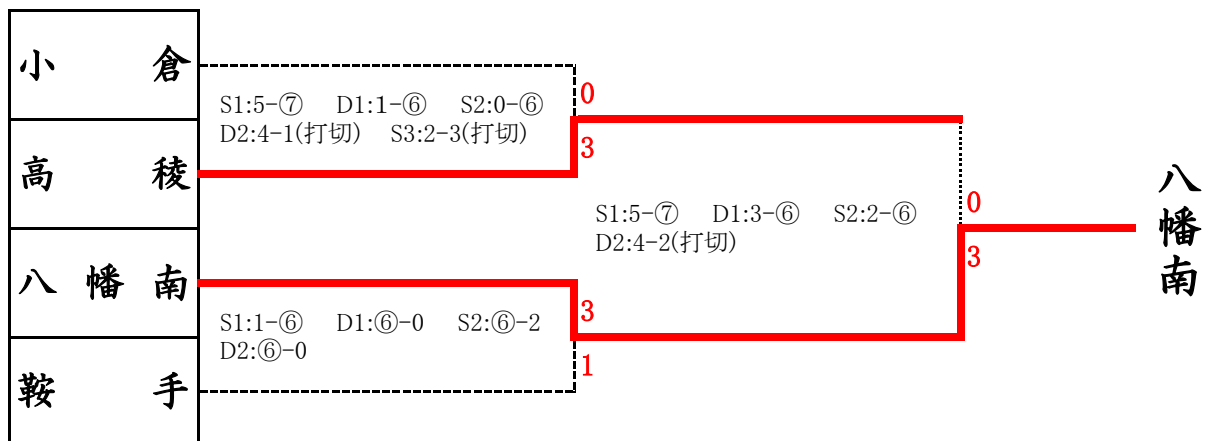 小倉
高稜
八幡南
鞍手
S1:5-⑦ D1:1-⑥ S2:0-⑥
D2:4-1(打切) S3:2-3(打切)
0
3
S1:1-⑥ D1:⑥-0 S2:⑥-2
D2:⑥-0
3
1
S1:5-⑦ D1:3-⑥ S2:2-⑥
D2:4-2(打切)
0
3
八幡南